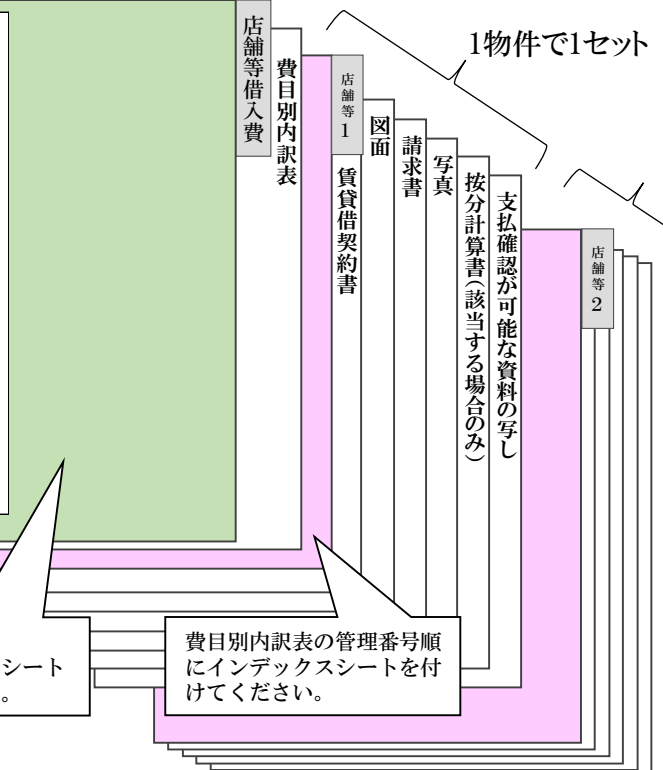 1物件で1セット
店舗等借入費
費目別内訳表
店舗等1
賃貸借契約書
図面
請求書
写真
按分計算書(該当する場合のみ)
支払確認が可能な資料の写し
店舗等2
シート
。
費目別内訳表の管理番号順
にインデックスシートを付
けてください。